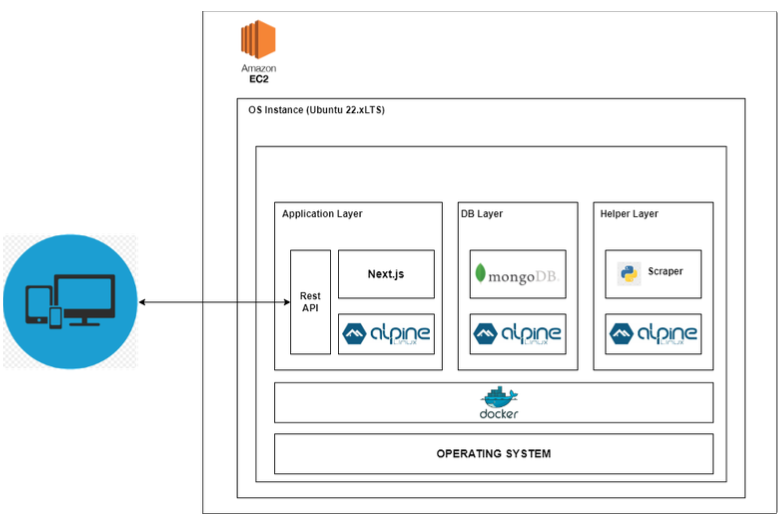 Amazon
EC2
OS Instance (Ubuntu 22.xLTS)
Application Layer
DB Layer
Helper Layer
Rest
API
Next.js
mongoDB.
Scraper
alpine
LINUX
alpine
LINUX
alpine
LINUX
docker
OPERATING SYSTEM